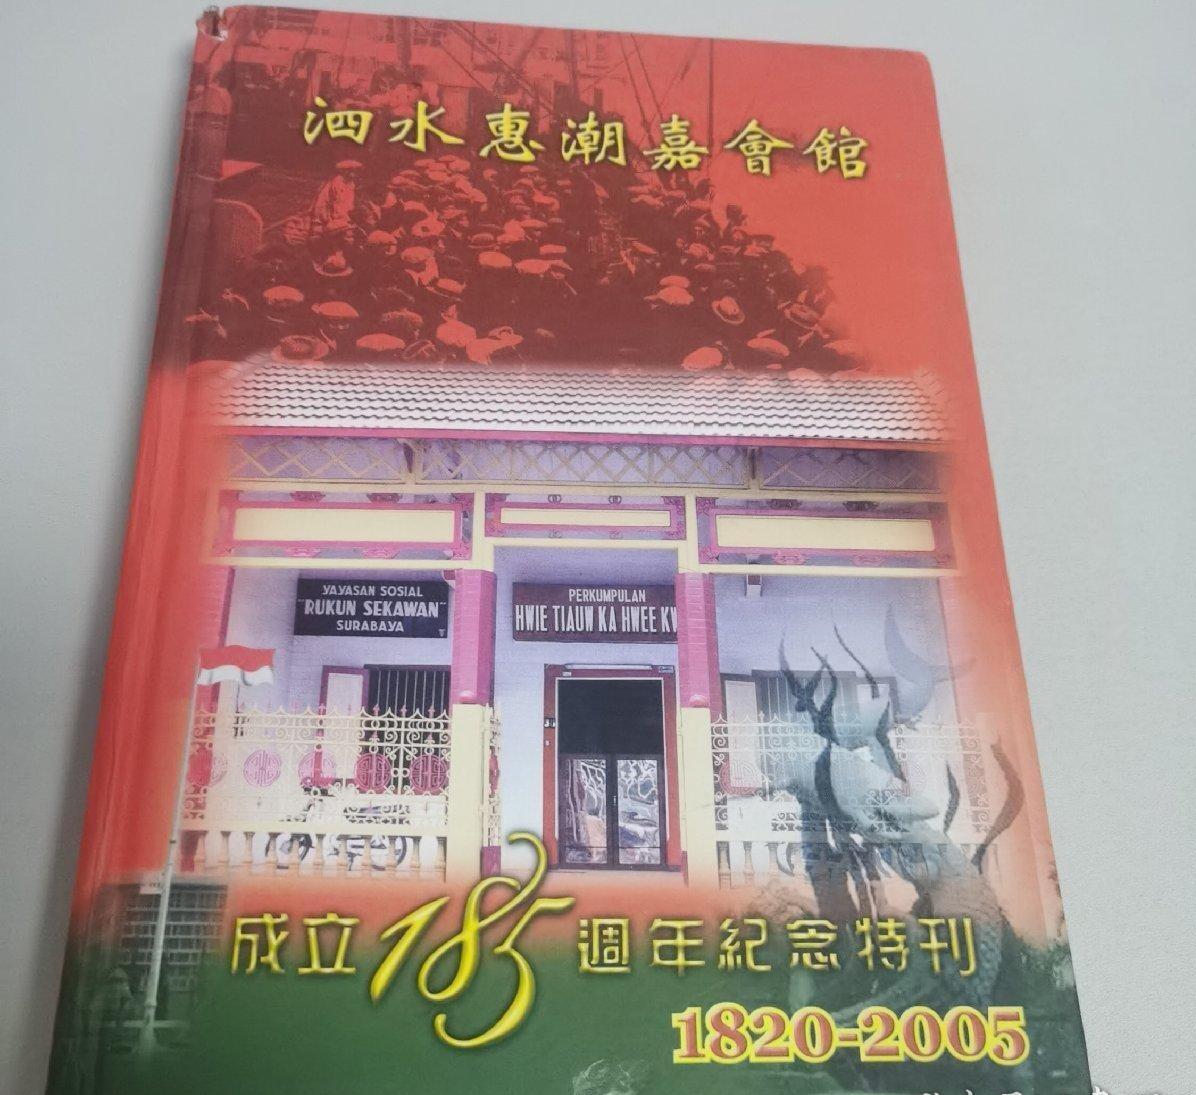 泗水惠潮嘉會館
YAYASAN SOSIAL
"RUKUN SEKAWAN"
SURABAYA
PERKUMPULAN
HWIE TIAUW KA HWEE
成立185週年紀念特刊
1820-2005